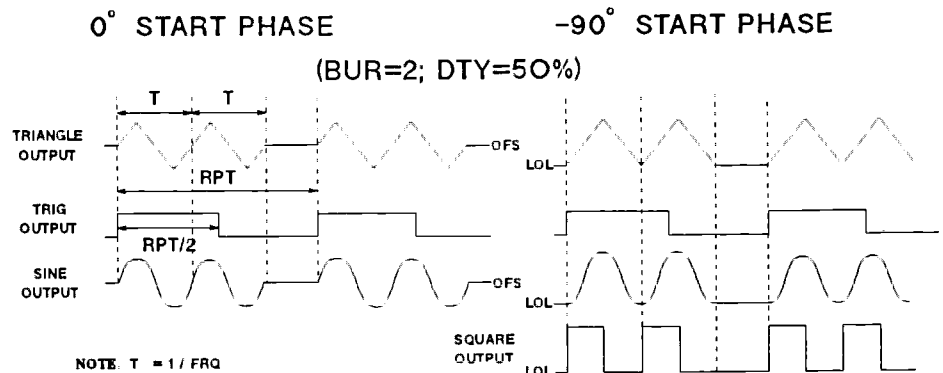 0° START PHASE
-90° START PHASE
(BUR=2; DTY=50%)
T
T
TRIANGLE
OUTPUT
OFS
LOL
RPT
TRIG
OUTPUT
RPT/2
SINE
OUTPUT
OFS
LOL
SQUARE
OUTPUT
LOL
NOTE: T = 1 / FRQ